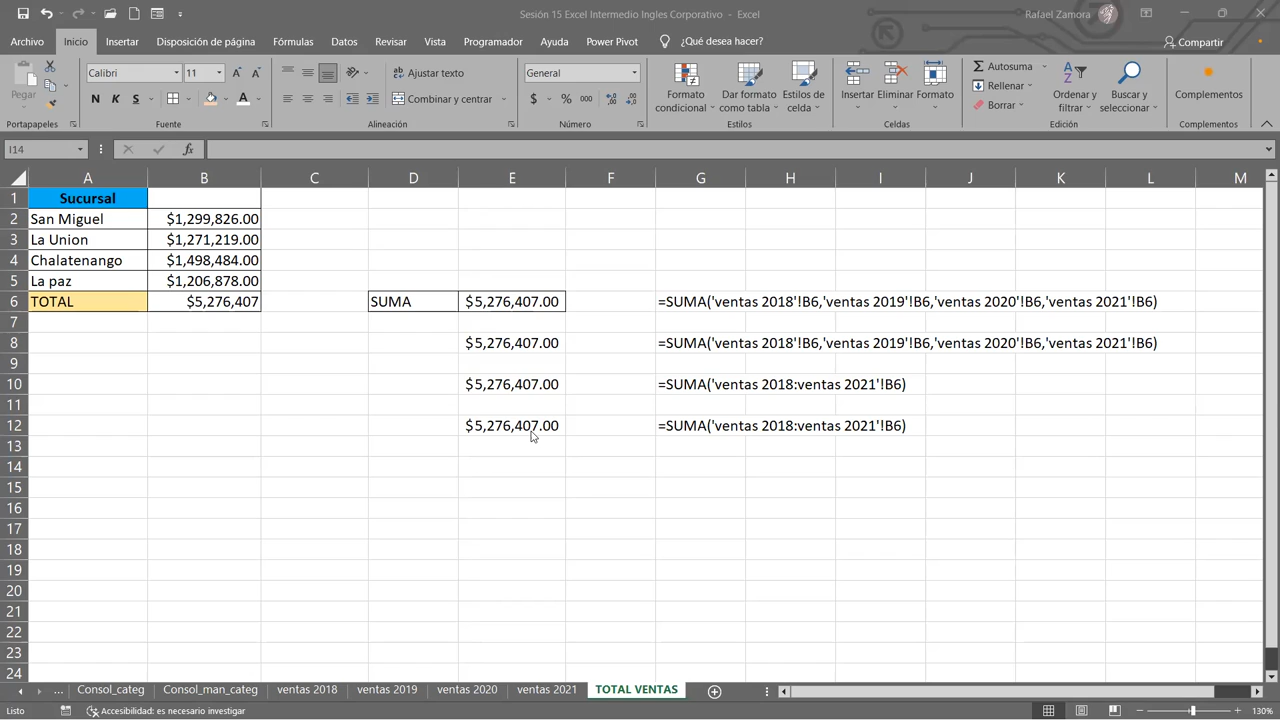 Sesión 15 Excel Intermedio Ingles Corporativo - Excel
Rafael Zamora
Archivo Inicio Insertar Disposición de página Fórmulas Datos Revisar Vista Programador Ayuda Power Pivot ¿Qué desea hacer? Compartir
Pegar
Calibri 11
N K S A
Ajustar texto
Combinar y centrar
General
$ % 000
Formato condicional
Dar formato como tabla
Estilos de celda
Insertar Eliminar Formato
Autosuma
Rellenar
Borrar
Ordenar y filtrar
Buscar y seleccionar
Complementos
Portapapeles Fuente Alineación Número Estilos Celdas Edición Complementos
I14 fx
A B C D E F G H I J K L M
1 Sucursal
2 San Miguel $1,299,826.00
3 La Union $1,271,219.00
4 Chalatenango $1,498,484.00
5 La paz $1,206,878.00
6 TOTAL $5,276,407 SUMA $5,276,407.00 =SUMA('ventas 2018'!B6,'ventas 2019'!B6,'ventas 2020'!B6,'ventas 2021'!B6)
7
8 $5,276,407.00 =SUMA('ventas 2018'!B6,'ventas 2019'!B6,'ventas 2020'!B6,'ventas 2021'!B6)
9
10 $5,276,407.00 =SUMA('ventas 2018:ventas 2021'!B6)
11
12 $5,276,407.00 =SUMA('ventas 2018:ventas 2021'!B6)
13
14
15
16
17
18
19
20
21
22
23
24
... Consol_categ Consol_man_categ ventas 2018 ventas 2019 ventas 2020 ventas 2021 TOTAL VENTAS
Listo Accesibilidad: es necesario investigar 130%